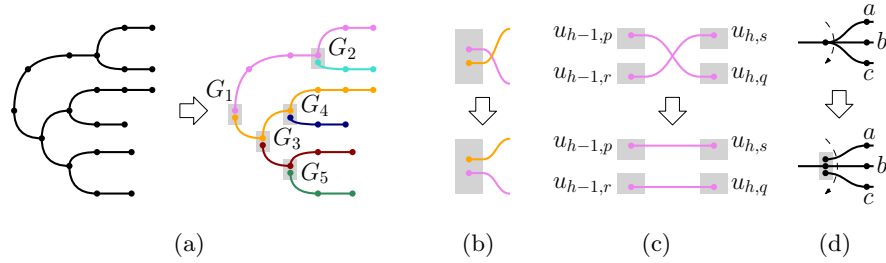 G₁
G₂
G₃
G₄
G₅
(a)
(b)
u_{h−1,p} u_{h,s}
u_{h−1,r} u_{h,q}
u_{h−1,p} u_{h,s}
u_{h−1,r} u_{h,q}
(c)
a
b
c
a
b
c
(d)